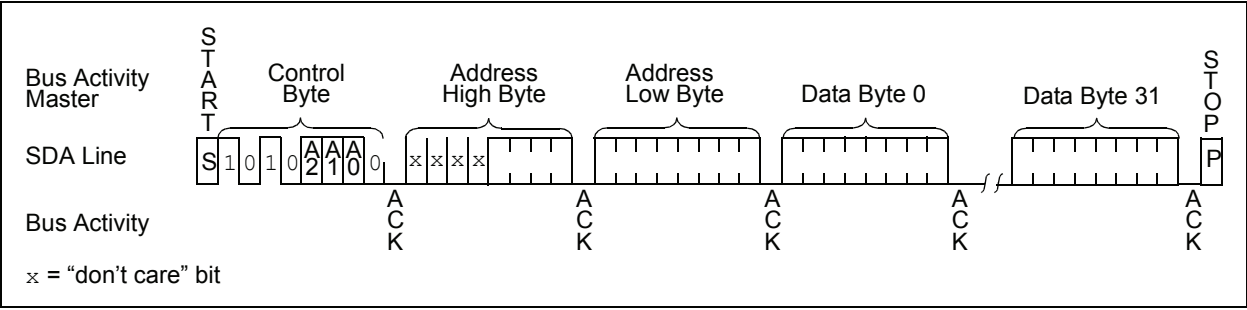 START
STOP
Bus Activity
Master
Control
Byte
Address
High Byte
Address
Low Byte
Data Byte 0
Data Byte 31
SDA Line
S 1 0 1 0 A2 A1 A0 0 x x x x P
ACK ACK ACK ACK ACK
Bus Activity
x = “don’t care” bit